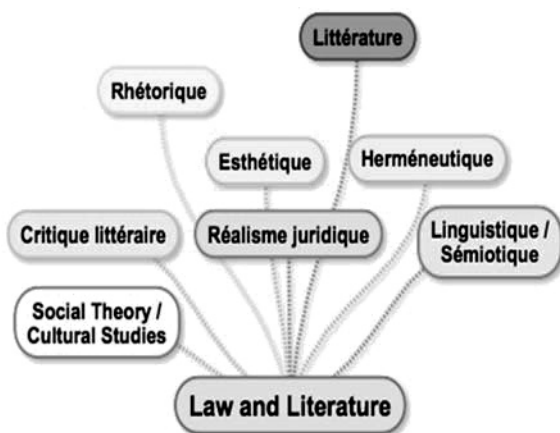 Littérature
Rhétorique
Esthétique
Herméneutique
Critique littéraire
Réalisme juridique
Linguistique /
Sémiotique
Social Theory /
Cultural Studies
Law and Literature